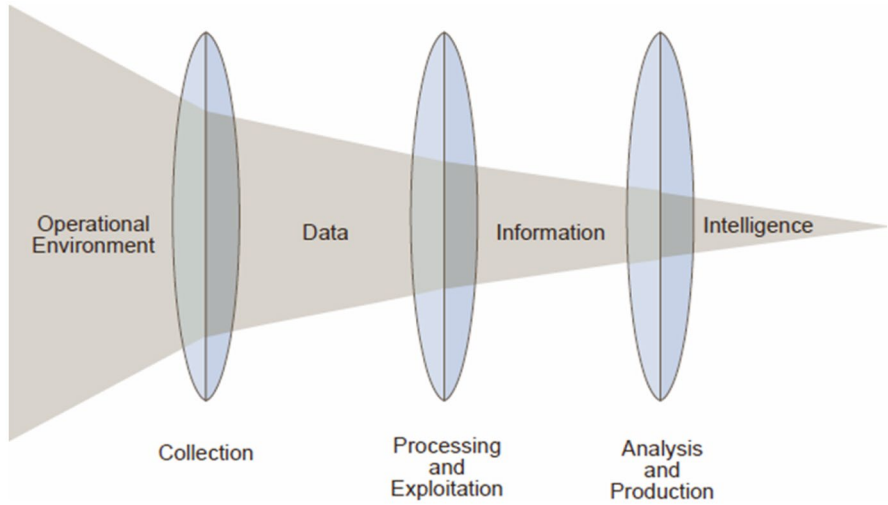 Operational
Environment
Data
Information
Intelligence
Collection
Processing
and
Exploitation
Analysis
and
Production